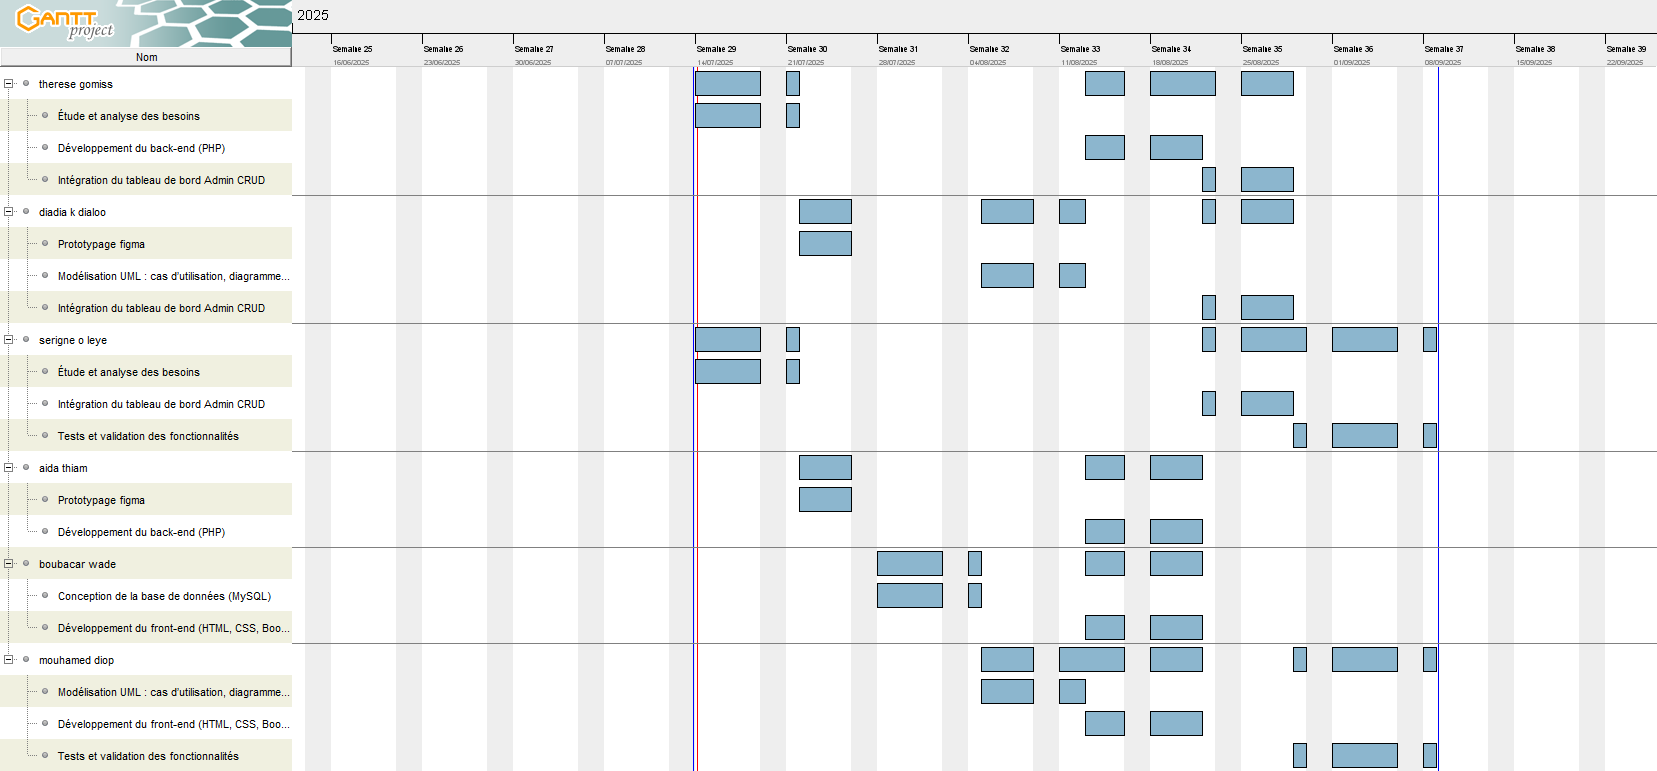 GANTT
project
2025
Nom
Semaine 25
Semaine 26
Semaine 27
Semaine 28
Semaine 29
Semaine 30
Semaine 31
Semaine 32
Semaine 33
Semaine 34
Semaine 35
Semaine 36
Semaine 37
Semaine 38
Semaine 39
16/06/2025
23/06/2025
30/06/2025
07/07/2025
14/07/2025
21/07/2025
28/07/2025
04/08/2025
11/08/2025
18/08/2025
25/08/2025
01/09/2025
08/09/2025
15/09/2025
22/09/2025
therese gomiss
Étude et analyse des besoins
Développement du back-end (PHP)
Intégration du tableau de bord Admin CRUD
diadia k dialoo
Prototypage figma
Modélisation UML : cas d'utilisation, diagramme...
Intégration du tableau de bord Admin CRUD
serigne o leye
Étude et analyse des besoins
Intégration du tableau de bord Admin CRUD
Tests et validation des fonctionnalités
aida thiam
Prototypage figma
Développement du back-end (PHP)
boubacar wade
Conception de la base de données (MySQL)
Développement du front-end (HTML, CSS, Boo...
mouhamed diop
Modélisation UML : cas d'utilisation, diagramme...
Développement du front-end (HTML, CSS, Boo...
Tests et validation des fonctionnalités